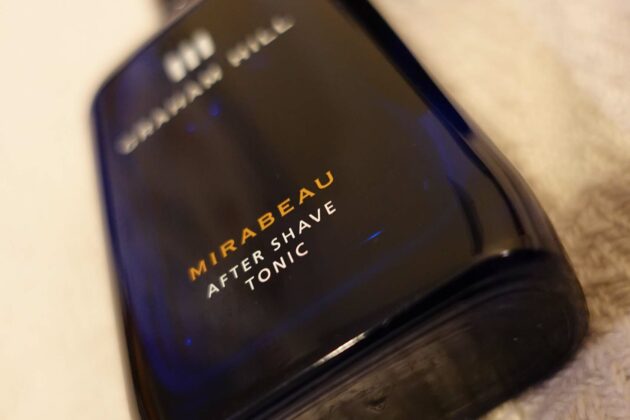 GRAHAM HILL
MIRABEAU
AFTER SHAVE
TONIC